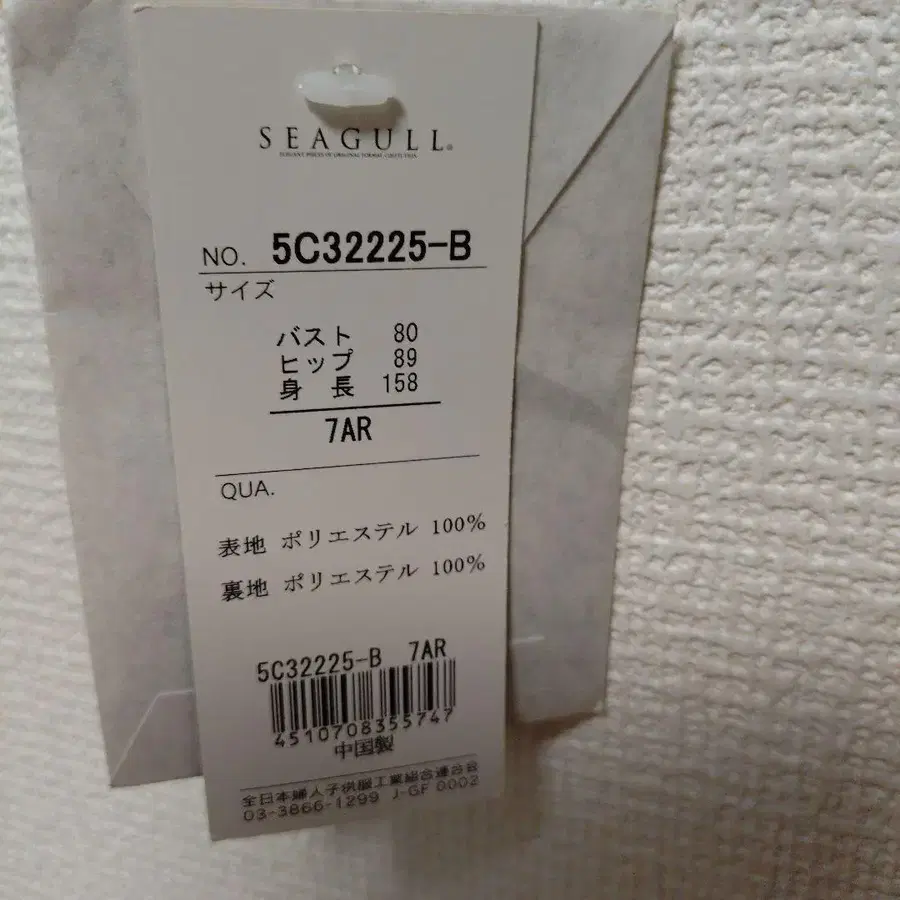 SEAGULL®
NO. 5C32225-B
サイズ
バスト 80
ヒップ 89
身 長 158
7AR
QUA.
表地 ポリエステル 100%
裏地 ポリエステル 100%
5C32225-B 7AR
4510708355747
中国製
全日本婦人子供服工業組合連合会
03-3866-1299 J-GF 0002